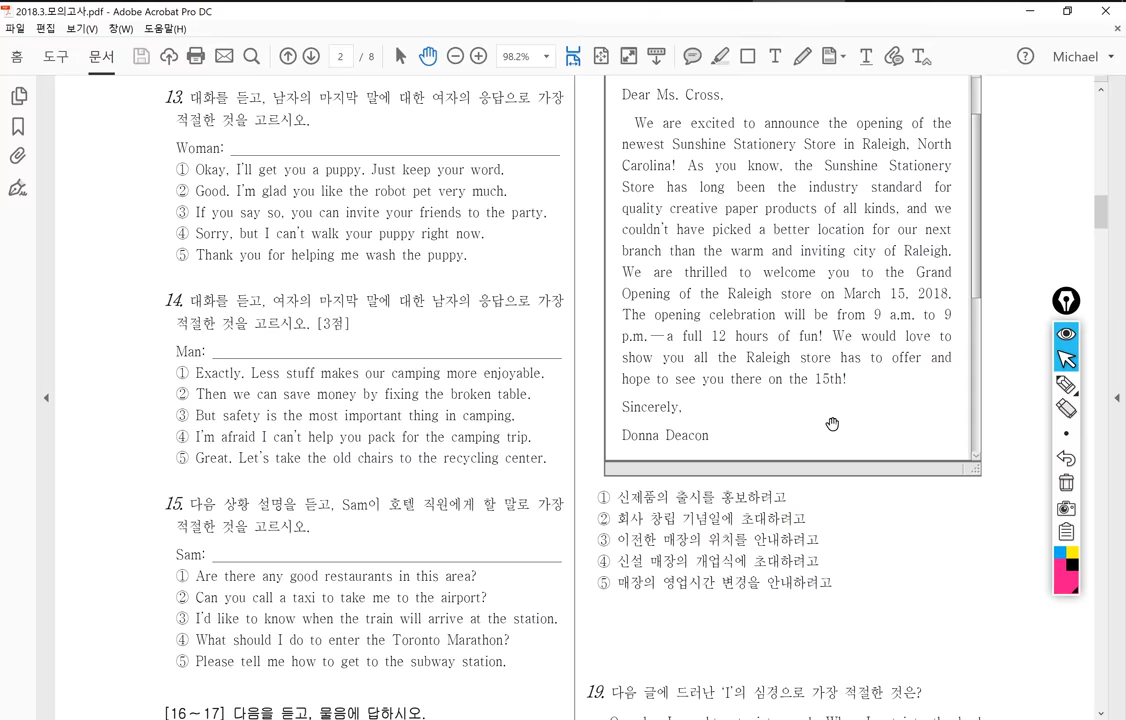 2018.3.모의고사.pdf - Adobe Acrobat Pro DC
파일 편집 보기(V) 창(W) 도움말(H)
홈 도구 문서 2 / 8 98.2% Michael
13. 대화를 듣고, 남자의 마지막 말에 대한 여자의 응답으로 가장
적절한 것을 고르시오.
Woman:
① Okay. I'll get you a puppy. Just keep your word.
② Good. I'm glad you like the robot pet very much.
③ If you say so, you can invite your friends to the party.
④ Sorry, but I can't walk your puppy right now.
⑤ Thank you for helping me wash the puppy.
14. 대화를 듣고, 여자의 마지막 말에 대한 남자의 응답으로 가장
적절한 것을 고르시오. [3점]
Man:
① Exactly. Less stuff makes our camping more enjoyable.
② Then we can save money by fixing the broken table.
③ But safety is the most important thing in camping.
④ I'm afraid I can't help you pack for the camping trip.
⑤ Great. Let's take the old chairs to the recycling center.
15. 다음 상황 설명을 듣고, Sam이 호텔 직원에게 할 말로 가장
적절한 것을 고르시오.
Sam:
① Are there any good restaurants in this area?
② Can you call a taxi to take me to the airport?
③ I'd like to know when the train will arrive at the station.
④ What should I do to enter the Toronto Marathon?
⑤ Please tell me how to get to the subway station.
[16~17] 다음을 듣고, 물음에 답하시오.
Dear Ms. Cross,
We are excited to announce the opening of the
newest Sunshine Stationery Store in Raleigh, North
Carolina! As you know, the Sunshine Stationery
Store has long been the industry standard for
quality creative paper products of all kinds, and we
couldn't have picked a better location for our next
branch than the warm and inviting city of Raleigh.
We are thrilled to welcome you to the Grand
Opening of the Raleigh store on March 15, 2018.
The opening celebration will be from 9 a.m. to 9
p.m.—a full 12 hours of fun! We would love to
show you all the Raleigh store has to offer and
hope to see you there on the 15th!
Sincerely,
Donna Deacon
① 신제품의 출시를 홍보하려고
② 회사 창립 기념일에 초대하려고
③ 이전한 매장의 위치를 안내하려고
④ 신설 매장의 개업식에 초대하려고
⑤ 매장의 영업시간 변경을 안내하려고
19. 다음 글에 드러난 'I'의 심경으로 가장 적절한 것은?